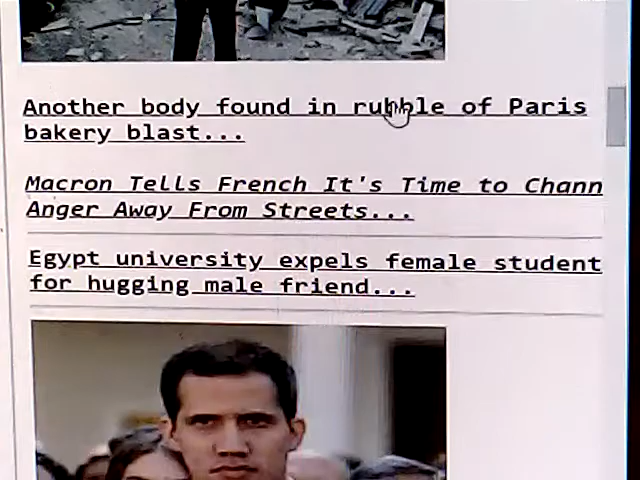 Another body found in rubble of Paris
bakery blast...
Macron Tells French It's Time to Chann
Anger Away From Streets...
Egypt university expels female student
for hugging male friend...